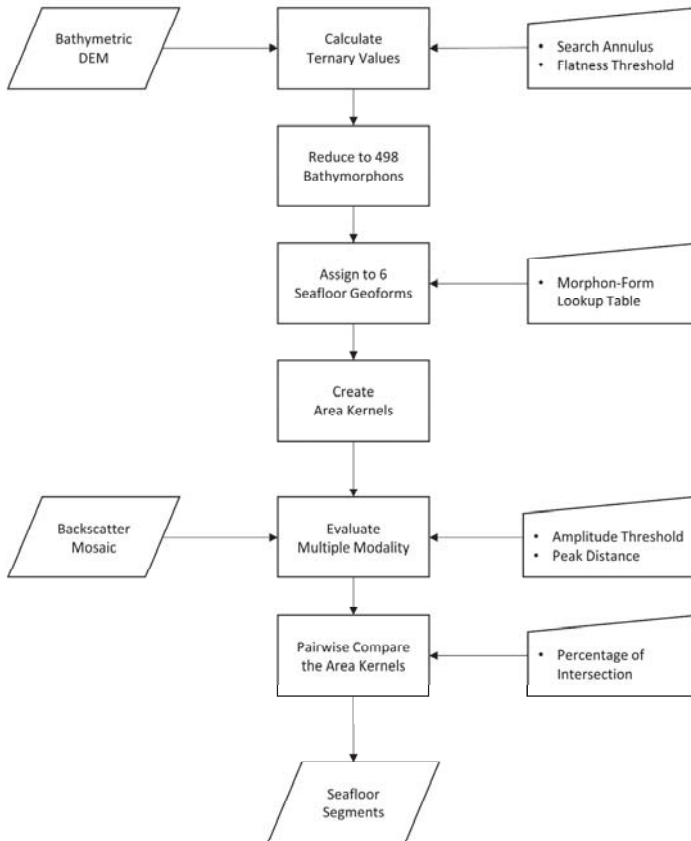 Bathymetric
DEM
Calculate
Ternary Values
• Search Annulus
• Flatness Threshold
Reduce to 498
Bathymorphons
Assign to 6
Seafloor Geoforms
• Morphon-Form
Lookup Table
Create
Area Kernels
Backscatter
Mosaic
Evaluate
Multiple Modality
• Amplitude Threshold
• Peak Distance
Pairwise Compare
the Area Kernels
• Percentage of
Intersection
Seafloor
Segments